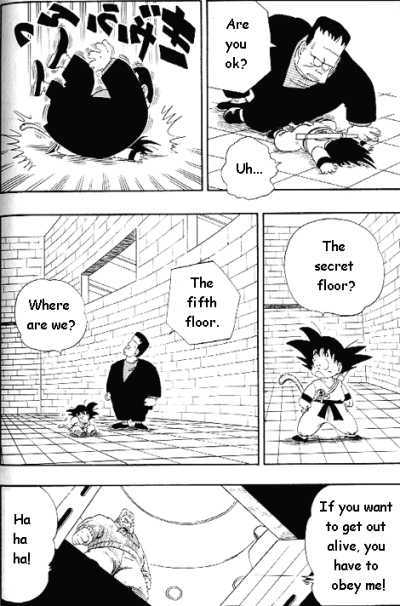 Are
you
ok?
Uh...
Where
are we?
The
fifth
floor.
The
secret
floor?
Ha
ha
ha!
If you want
to get out
alive, you
have to
obey me!